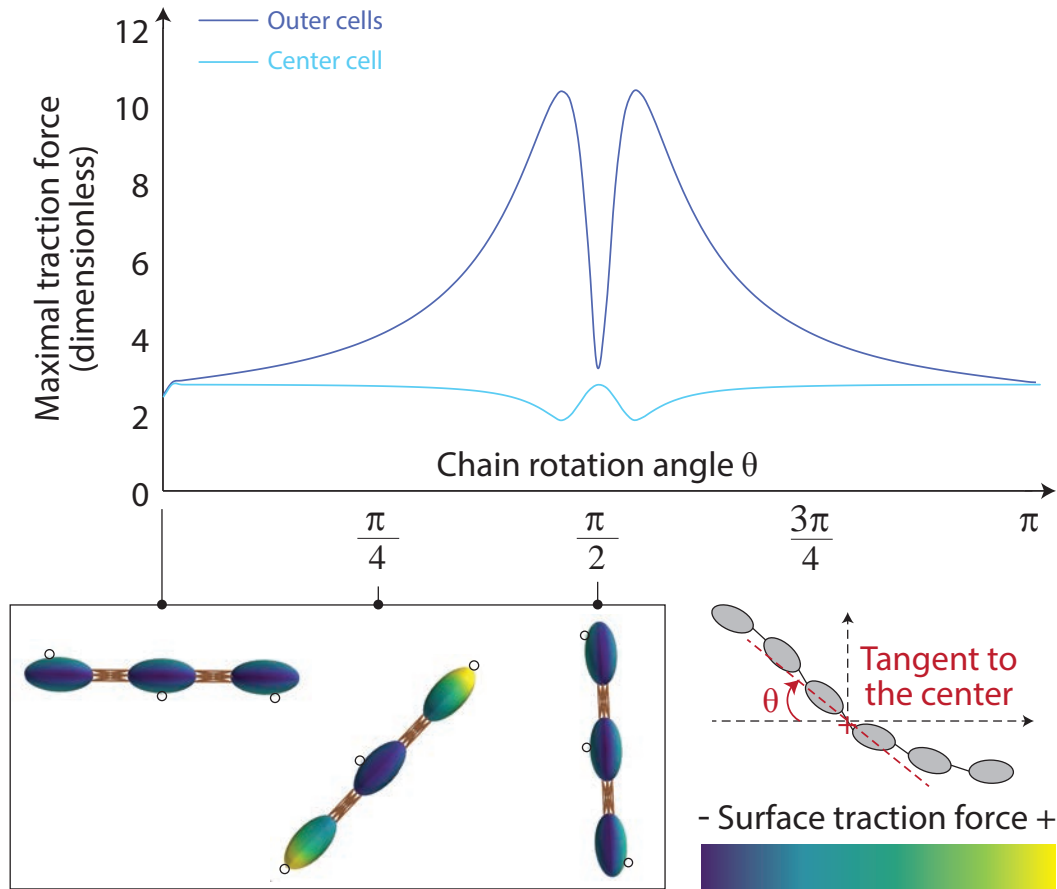 Outer cells
Center cell
Maximal traction force
(dimensionless)
12
10
8
6
4
2
0
Chain rotation angle θ
π/4
π/2
3π/4
π
Tangent to
the center
θ
- Surface traction force +